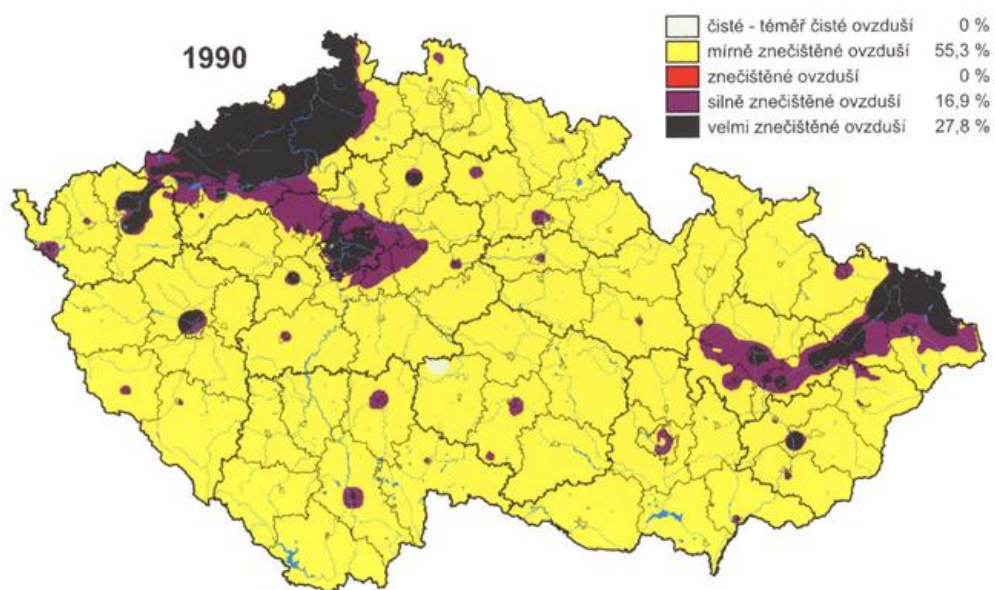 1990
čisté - téměř čisté ovzduší 0 %
mírně znečištěné ovzduší 55,3 %
znečištěné ovzduší 0 %
silně znečištěné ovzduší 16,9 %
velmi znečištěné ovzduší 27,8 %